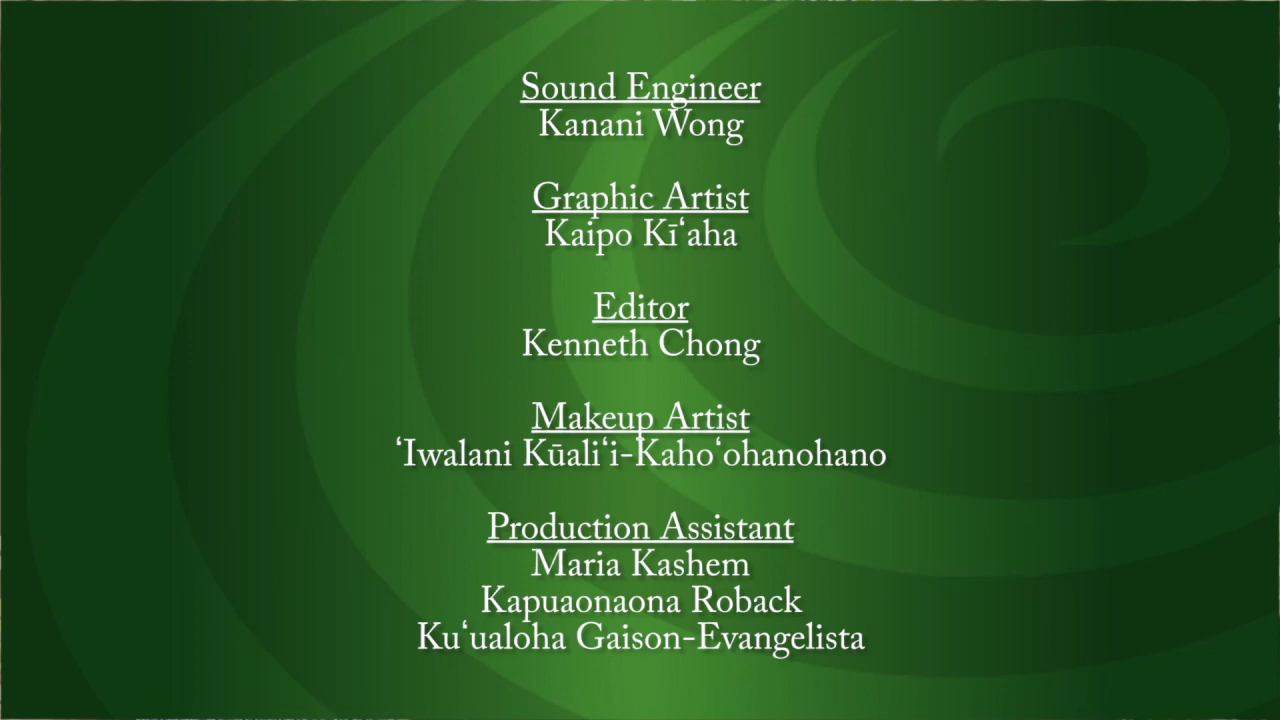 Sound Engineer
Kanani Wong
Graphic Artist
Kaipo Kīʻaha
Editor
Kenneth Chong
Makeup Artist
ʻIwalani Kūaliʻi-Kahoʻohanohano
Production Assistant
Maria Kashem
Kapuaonaona Roback
Kuʻualoha Gaison-Evangelista